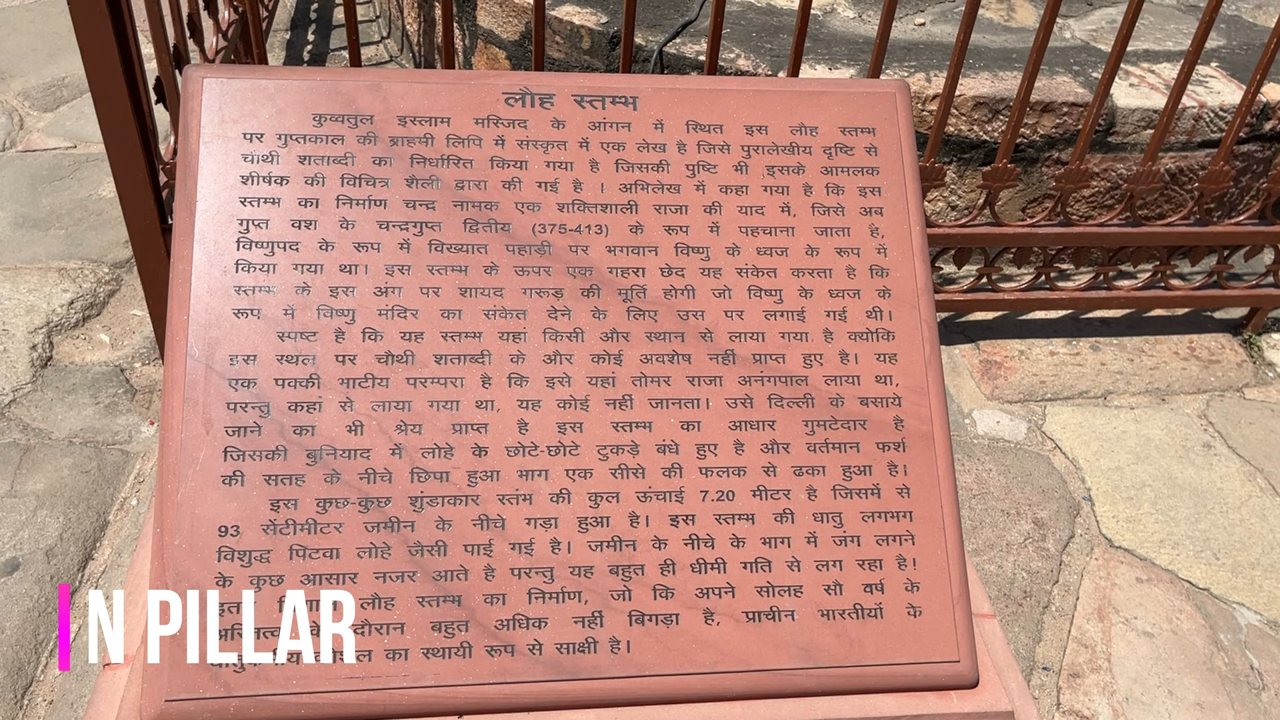 लौह स्तम्भ
कुव्वतुल इस्लाम मस्जिद के आंगन में स्थित इस लौह स्तम्भ
पर गुप्तकाल की ब्राहमी लिपि में संस्कृत में एक लेख है जिसे पुरालेखीय दृष्टि से
चौथी शताब्दी का निर्धारित किया गया है जिसकी पुष्टि भी इसके आमलक
शीर्षक की विचित्र शैली द्वारा की गई है । अभिलेख में कहा गया है कि इस
स्तम्भ का निर्माण चन्द्र नामक एक शक्तिशाली राजा की याद में, जिसे अब
गुप्त वश के चन्द्रगुप्त द्वितीय (375-413) के रूप में पहचाना जाता है,
विष्णुपद के रूप में विख्यात पहाड़ी पर भगवान विष्णु के ध्वज के रूप में
किया गया था। इस स्तम्भ के ऊपर एक गहरा छेद यह संकेत करता है कि
स्तम्भ के इस अंग पर शायद गरूड़ की मूर्ति होगी जो विष्णु के ध्वज के
रूप में विष्णु मंदिर का संकेत देने के लिए उस पर लगाई गई थी।
स्पष्ट है कि यह स्तम्भ यहां किसी और स्थान से लाया गया है क्योकि
इस स्थल पर चौथी शताब्दी के और कोई अवशेष नहीं प्राप्त हुए है। यह
एक पक्की भाटीय परम्परा है कि इसे यहां तोमर राजा अनंगपाल लाया था,
परन्तु कहां से लाया गया था, यह कोई नहीं जानता। उसे दिल्ली के बसाये
जाने का भी श्रेय प्राप्त है इस स्तम्भ का आधार गुमटेदार है
जिसकी बुनियाद में लोहे के छोटे-छोटे टुकड़े बंधे हुए है और वर्तमान फर्श
की सतह के नीचे छिपा हुआ भाग एक सीसे की फलक से ढका हुआ है।
इस कुछ-कुछ शुंडाकार स्तंभ की कुल ऊंचाई 7.20 मीटर है जिसमें से
93 सेंटीमीटर जमीन के नीचे गड़ा हुआ है। इस स्तम्भ की धातु लगभग
विशुद्ध पिटवा लोहे जैसी पाई गई है। जमीन के नीचे के भाग में जंग लगने
के कुछ आसार नजर आते है परन्तु यह बहुत ही धीमी गति से लग रहा है!
लौह स्तम्भ का निर्माण, जो कि अपने सोलह सौ वर्ष के
दौरान बहुत अधिक नहीं बिगड़ा है, प्राचीन भारतीयों के
का स्थायी रूप से साक्षी है।
N PILLAR